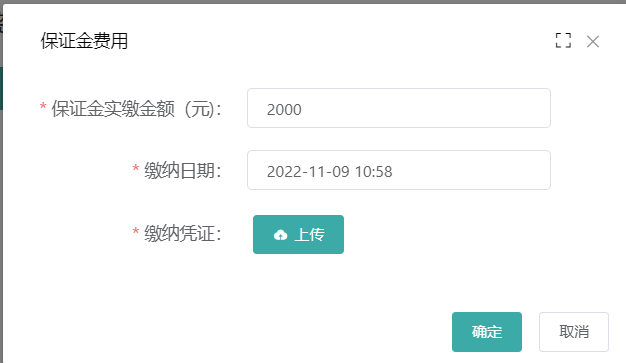 保证金费用
* 保证金实缴金额（元）： 2000
* 缴纳日期： 2022-11-09 10:58
* 缴纳凭证： 上传
确定 取消